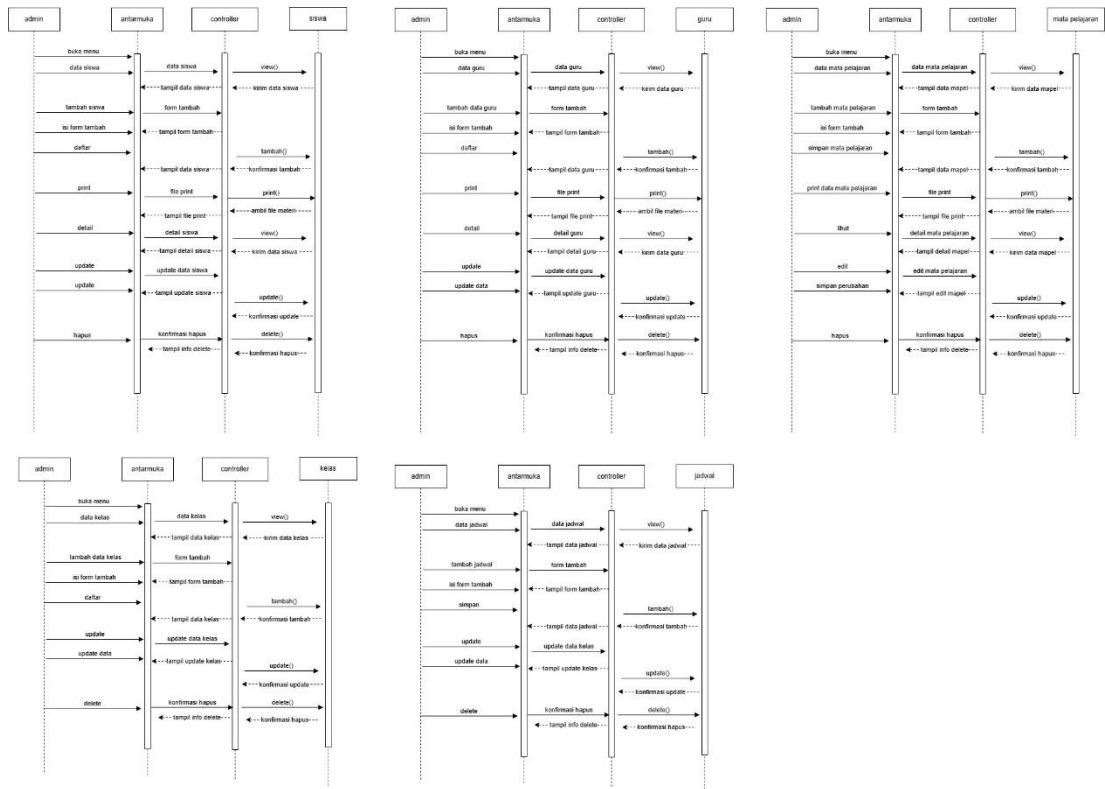 admin
antarmuka
controller
siswa
buka menu
data siswa
data siswa
view()
tampil data siswa
kirim data siswa
tambah siswa
form tambah
isi form tambah
tampil form tambah
daftar
tambah()
tampil data siswa
konfirmasi tambah
print
file print
print()
tampil file print
ambil file materi
detail
detail siswa
view()
tampil detail siswa
kirim data siswa
update
update data siswa
update
tampil update siswa
update()
konfirmasi update
hapus
konfirmasi hapus
delete()
tampil info delete
konfirmasi hapus
admin
antarmuka
controller
guru
buka menu
data guru
data guru
view()
tampil data guru
kirim data guru
tambah data guru
form tambah
isi form tambah
tampil form tambah
daftar
tambah()
tampil data guru
konfirmasi tambah
print
file print
print()
tampil file print
ambil file materi
detail
detail guru
view()
tampil detail guru
kirim data guru
update
update data guru
update data
tampil update guru
update()
konfirmasi update
hapus
konfirmasi hapus
delete()
tampil info delete
konfirmasi hapus
admin
antarmuka
controller
mata pelajaran
buka menu
data mata pelajaran
data mata pelajaran
view()
tampil data mapel
kirim data mapel
tambah mata pelajaran
form tambah
isi form tambah
tampil form tambah
simpan mata pelajaran
tambah()
tampil data mapel
konfirmasi tambah
print data mata pelajaran
file print
print()
tampil file print
ambil file materi
lihat
detail mata pelajaran
view()
tampil detail mapel
kirim data mapel
edit
edit mata pelajaran
simpan perubahan
tampil edit mapel
update()
konfirmasi update
hapus
konfirmasi hapus
delete()
tampil info delete
konfirmasi hapus
admin
antarmuka
controller
kelas
buka menu
data kelas
data kelas
view()
tampil data kelas
kirim data kelas
tambah data kelas
form tambah
isi form tambah
tampil form tambah
daftar
tambah()
tampil data kelas
konfirmasi tambah
update
update data kelas
update data
tampil update kelas
update()
konfirmasi update
delete
konfirmasi hapus
delete()
tampil info delete
konfirmasi hapus
admin
antarmuka
controller
jadwal
buka menu
data jadwal
data jadwal
view()
tampil data jadwal
kirim data jadwal
tambah jadwal
form tambah
isi form tambah
tampil form tambah
simpan
tambah()
tampil data jadwal
konfirmasi tambah
update
update data kelas
update data
tampil update kelas
update()
konfirmasi update
delete
konfirmasi hapus
delete()
tampil info delete
konfirmasi hapus